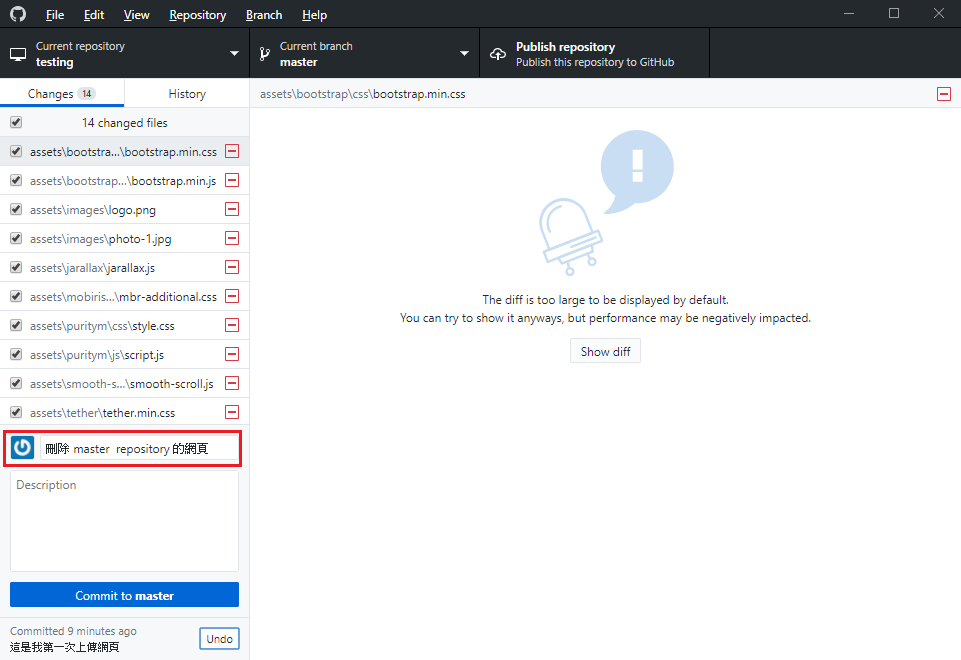 File Edit View Repository Branch Help
Current repository
testing
Current branch
master
Publish repository
Publish this repository to GitHub
Changes 14
History
14 changed files
assets\bootstra...\bootstrap.min.css
assets\bootstrap...\bootstrap.min.js
assets\images\logo.png
assets\images\photo-1.jpg
assets\jarallax\jarallax.js
assets\mobiris...\mbr-additional.css
assets\puritym\css\style.css
assets\puritym\js\script.js
assets\smooth-s...\smooth-scroll.js
assets\tether\tether.min.css
刪除 master repository 的網頁
Description
Commit to master
Committed 9 minutes ago
這是我第一次上傳網頁
Undo
assets\bootstrap\css\bootstrap.min.css
The diff is too large to be displayed by default.
You can try to show it anyways, but performance may be negatively impacted.
Show diff